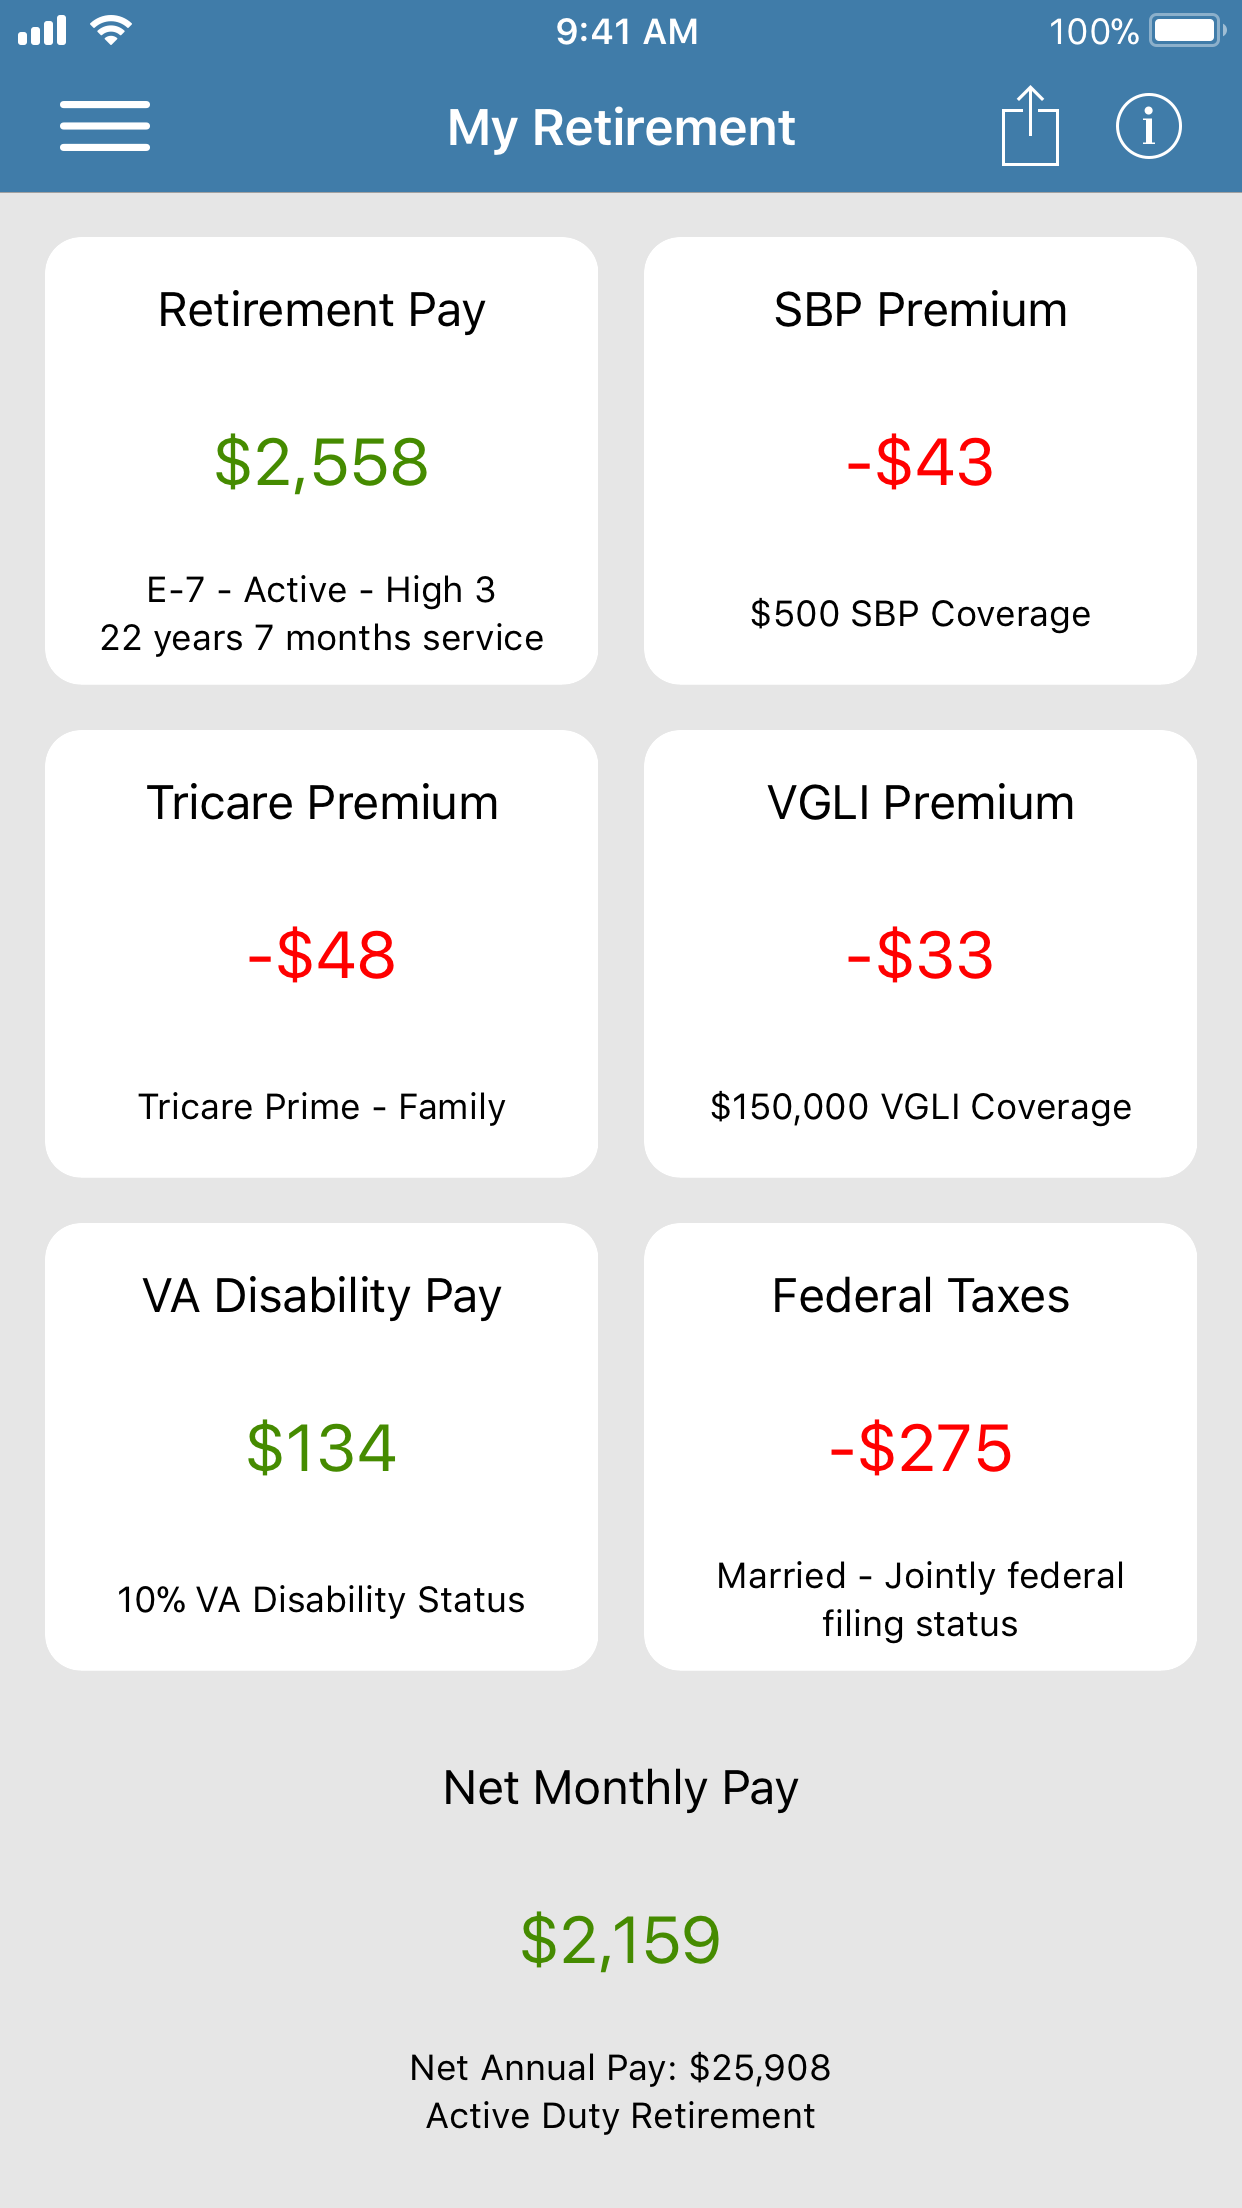 9:41 AM
100%
My Retirement
Retirement Pay
$2,558
E-7 - Active - High 3
22 years 7 months service
SBP Premium
-$43
$500 SBP Coverage
Tricare Premium
-$48
Tricare Prime - Family
VGLI Premium
-$33
$150,000 VGLI Coverage
VA Disability Pay
$134
10% VA Disability Status
Federal Taxes
-$275
Married - Jointly federal
filing status
Net Monthly Pay
$2,159
Net Annual Pay: $25,908
Active Duty Retirement